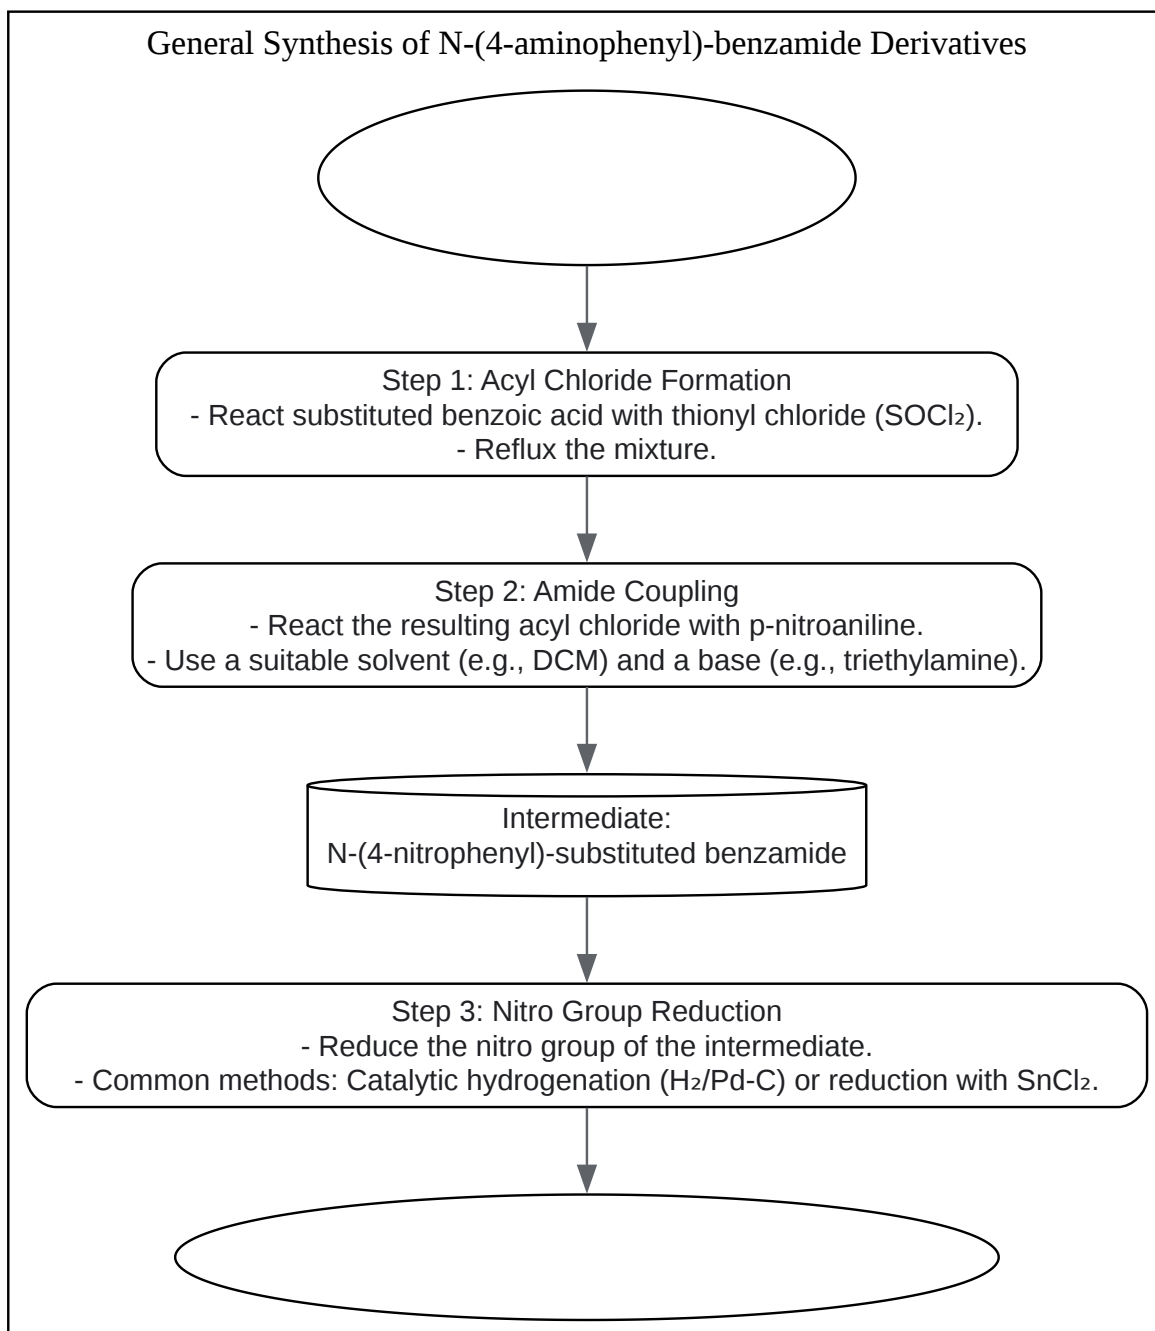 General Synthesis of N-(4-aminophenyl)-benzamide Derivatives
Step 1: Acyl Chloride Formation
- React substituted benzoic acid with thionyl chloride (SOCl₂).
- Reflux the mixture.
Step 2: Amide Coupling
- React the resulting acyl chloride with p-nitroaniline.
- Use a suitable solvent (e.g., DCM) and a base (e.g., triethylamine).
Intermediate:
N-(4-nitrophenyl)-substituted benzamide
Step 3: Nitro Group Reduction
- Reduce the nitro group of the intermediate.
- Common methods: Catalytic hydrogenation (H₂/Pd-C) or reduction with SnCl₂.